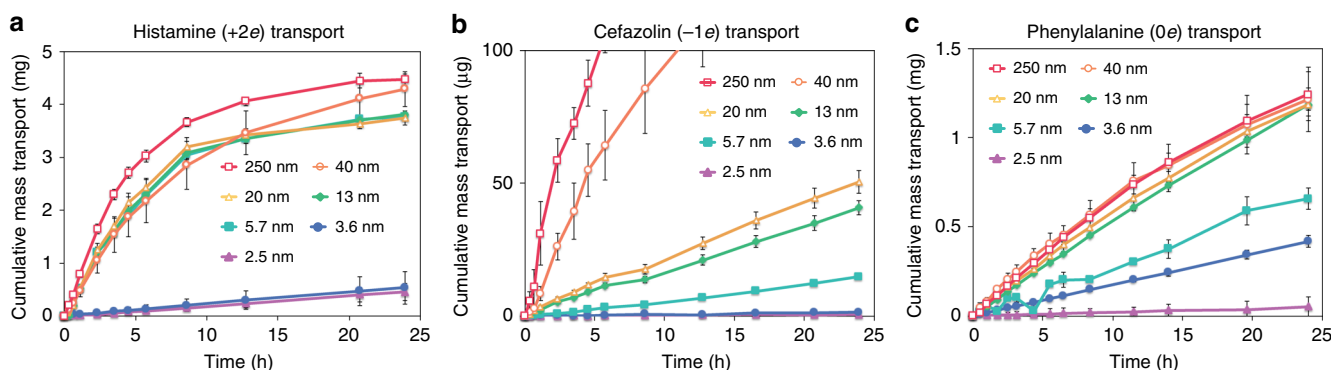 a
Histamine (+2e) transport
Cumulative mass transport (mg)
5
4
3
2
1
0
0 5 10 15 20 25
Time (h)
250 nm 40 nm
20 nm 13 nm
5.7 nm 3.6 nm
2.5 nm
b
Cefazolin (–1e) transport
Cumulative mass transport (µg)
100
50
0
0 5 10 15 20 25
Time (h)
250 nm 40 nm
20 nm 13 nm
5.7 nm 3.6 nm
2.5 nm
c
Phenylalanine (0e) transport
Cumulative mass transport (mg)
1.5
1
0.5
0
0 5 10 15 20 25
Time (h)
250 nm 40 nm
20 nm 13 nm
5.7 nm 3.6 nm
2.5 nm